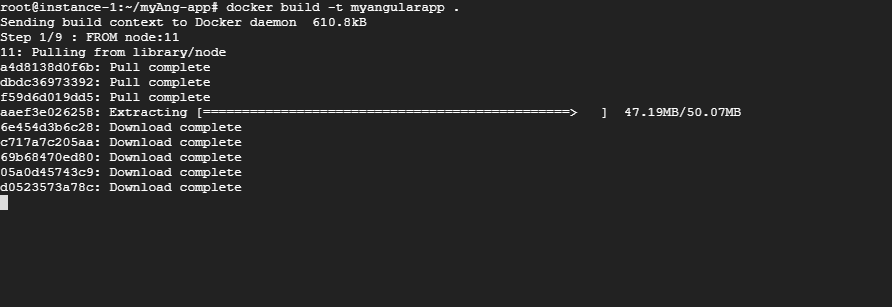 root@instance-1:~/myAng-app# docker build -t myangularapp .
Sending build context to Docker daemon  610.8kB
Step 1/9 : FROM node:11
11: Pulling from library/node
a4d8138d0f6b: Pull complete
dbdc36973392: Pull complete
f59d6d019dd5: Pull complete
aaef3e026258: Extracting [================================================>   ]  47.19MB/50.07MB
6e454d3b6c28: Download complete
c717a7c205aa: Download complete
69b68470ed80: Download complete
05a0d45743c9: Download complete
d0523573a78c: Download complete